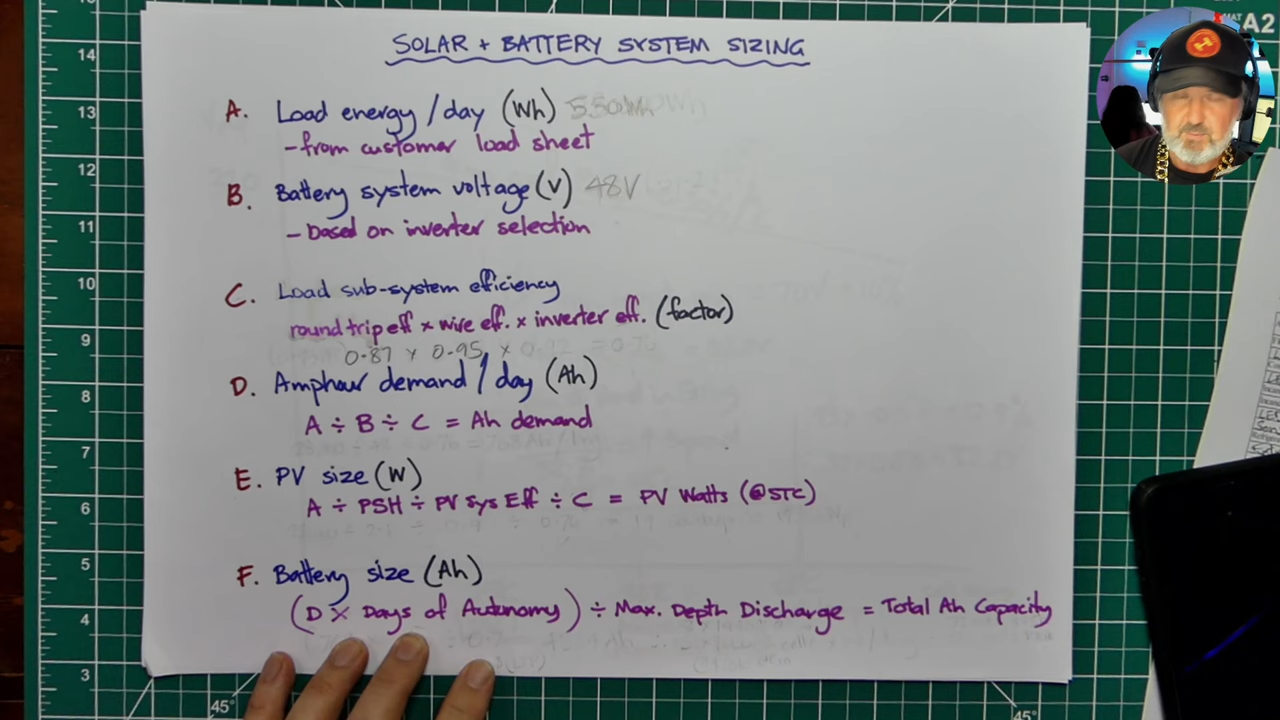 SOLAR + BATTERY SYSTEM SIZING
A. Load energy/day (Wh)
- from customer load sheet
B. Battery system voltage (V) 48V
- based on inverter selection
C. Load sub-system efficiency
round trip eff x wire eff. x inverter eff. (factor)
0.87 x 0.95 x
D. Amphour demand/day (Ah)
A ÷ B ÷ C = Ah demand
E. PV size (W)
A ÷ PSH ÷ PV Sys Eff ÷ C = PV Watts (@STC)
F. Battery size (Ah)
(D x Days of Autonomy) ÷ Max. Depth Discharge = Total Ah Capacity
A2
14
13
12
11
10
9
8
7
6
5
4
3
45°
45°